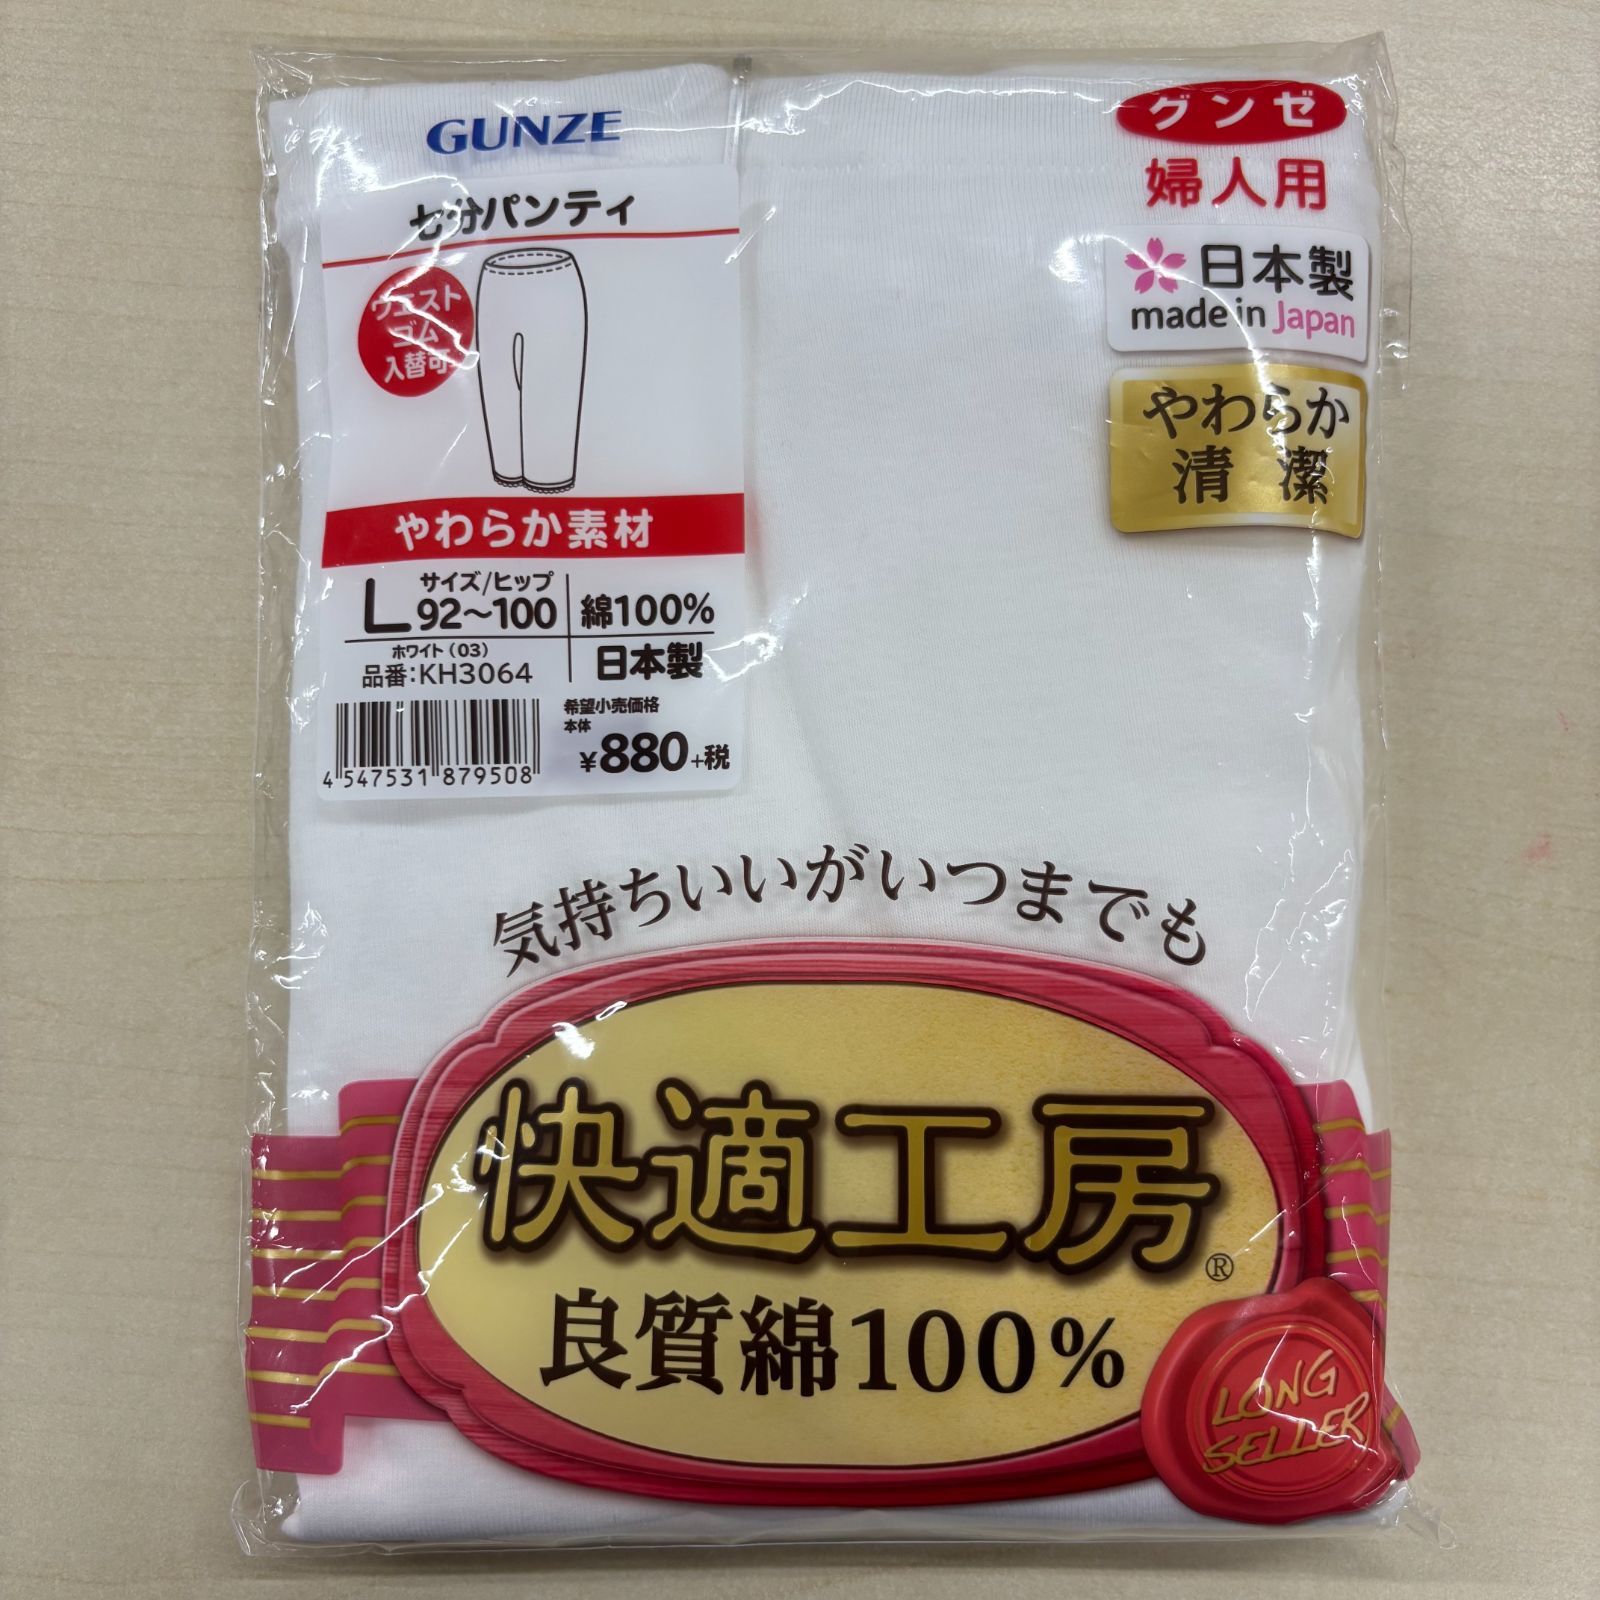 GUNZE
七分パンティ
ウエスト
ゴム
入替可
やわらか素材
L サイズ/ヒップ
92〜100
綿100%
ホワイト(03)
品番:KH3064
日本製
希望小売価格
本体
¥880+税
4 547531 879508
グンゼ
婦人用
日本製
made in Japan
やわらか
清潔
気持ちいいがいつまでも
快適工房®
良質綿100%
LONG
SELLER